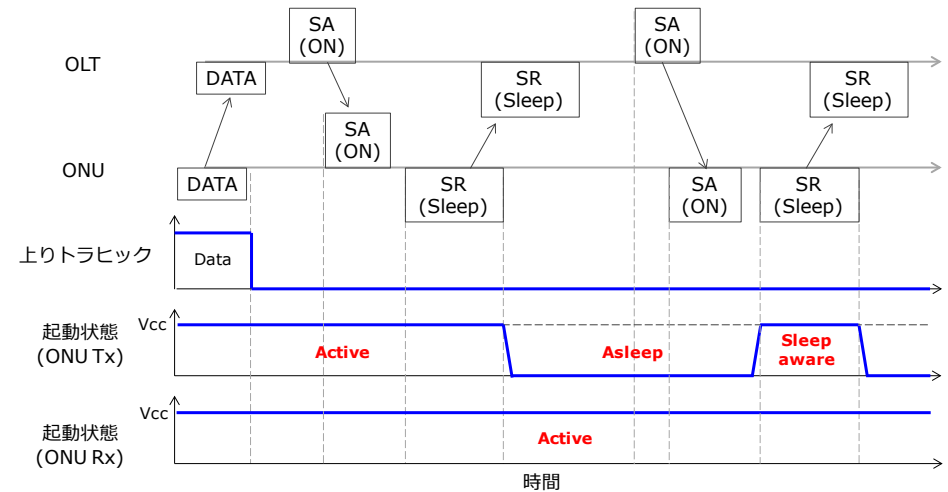 SA
(ON)
SA
(ON)
OLT
DATA
SR
(Sleep)
SR
(Sleep)
SA
(ON)
ONU
DATA
SR
(Sleep)
SA
(ON)
SR
(Sleep)
上りトラヒック
Data
起動状態
(ONU Tx)
Vcc
Active
Asleep
Sleep
aware
起動状態
(ONU Rx)
Vcc
Active
時間